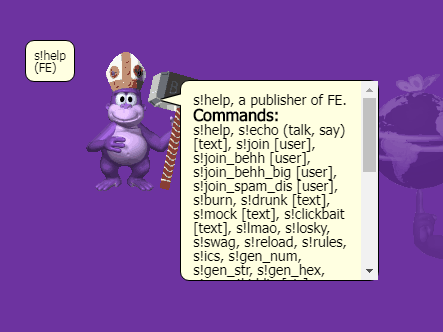 s!help
(FE)
s!help, a publisher of FE.
Commands:
s!help, s!echo (talk, say)
[text], s!join [user],
s!join_behh [user],
s!join_behh_big [user],
s!join_spam_dis [user],
s!burn, s!drunk [text],
s!mock [text], s!clickbait
[text], s!lmao, s!losky,
s!swag, s!reload, s!rules,
s!ics, s!gen_num,
s!gen_str, s!gen_hex,